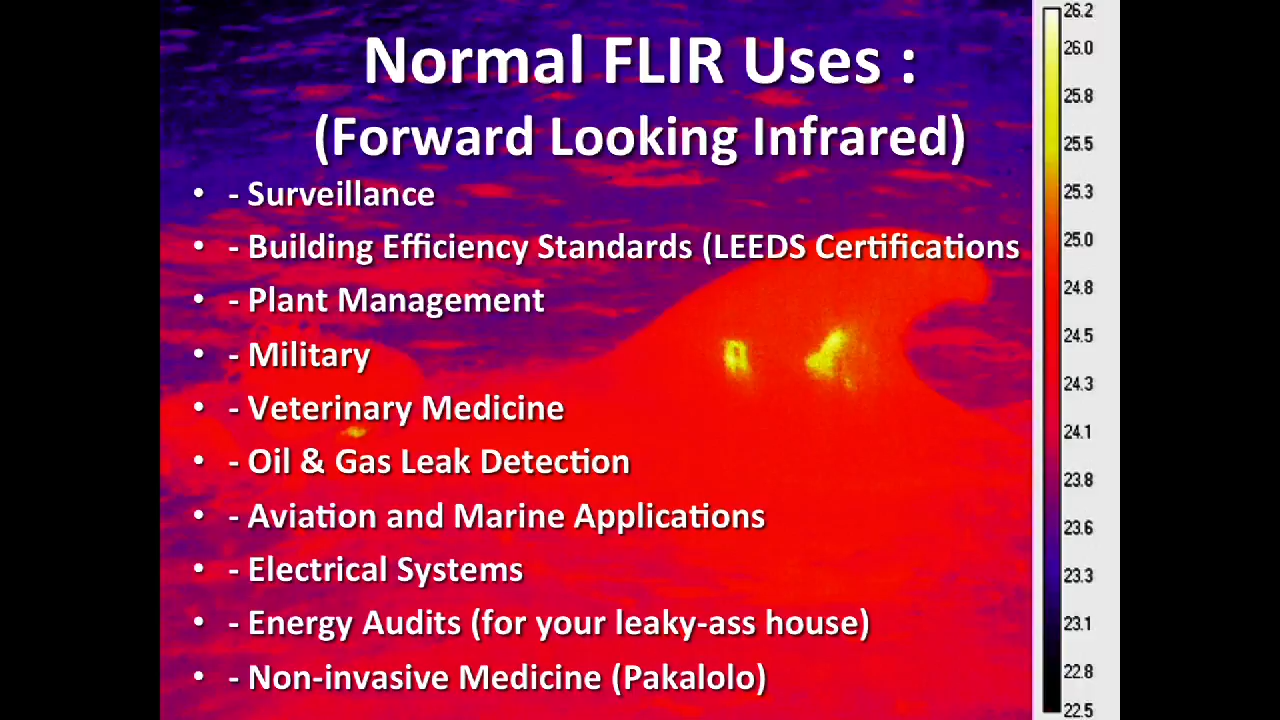 Normal FLIR Uses :
(Forward Looking Infrared)
• - Surveillance
• - Building Efficiency Standards (LEEDS Certifications
• - Plant Management
• - Military
• - Veterinary Medicine
• - Oil & Gas Leak Detection
• - Aviation and Marine Applications
• - Electrical Systems
• - Energy Audits (for your leaky-ass house)
• - Non-invasive Medicine (Pakalolo)
26.2
26.0
25.8
25.5
25.3
25.0
24.8
24.5
24.3
24.1
23.8
23.6
23.3
23.1
22.8
22.5